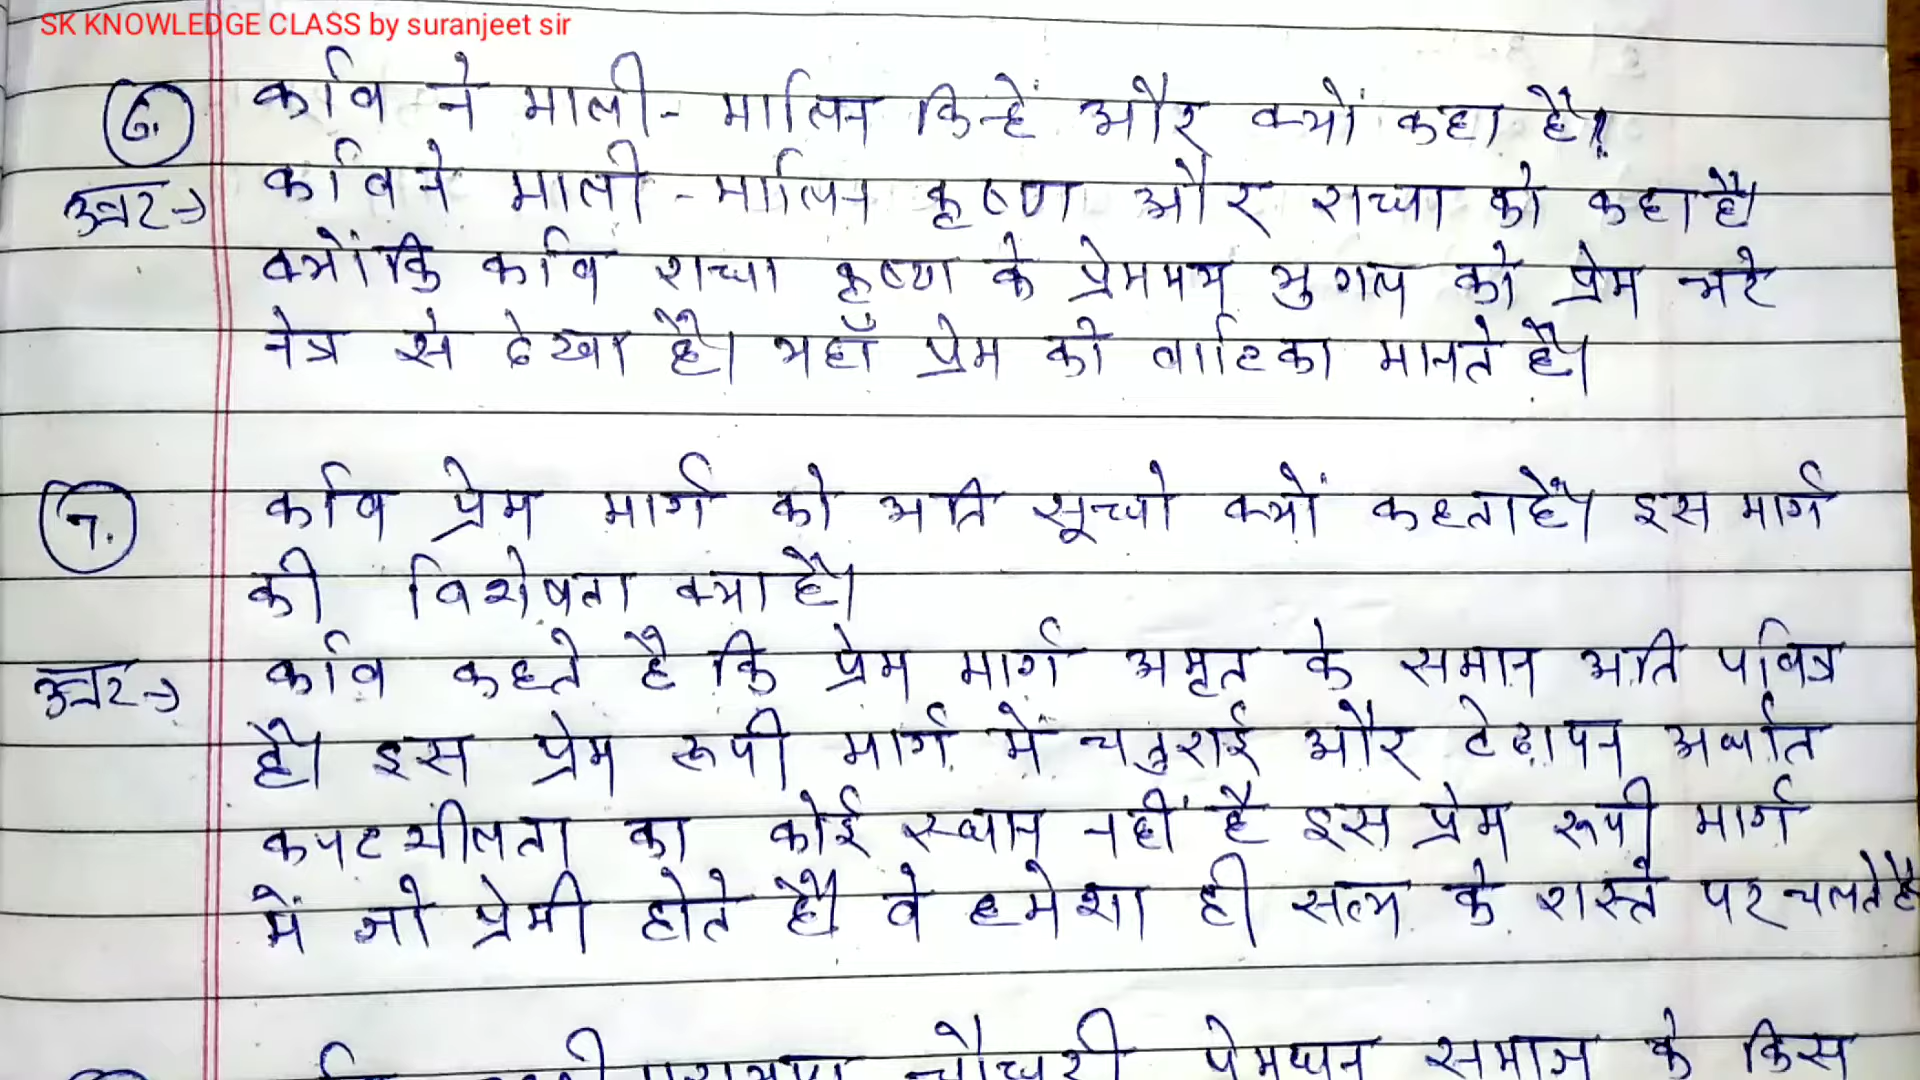 SK KNOWLEDGE CLASS by suranjeet sir
6. कवि ने माली - मालिन किन्हें और क्यों कहा है?
उत्तर→ कवि ने माली - मालिन कृष्ण और राधा को कहा है।
क्योंकि कवि राधा कृष्ण के प्रेममय युगल को प्रेम भरे
नेत्र से देखा है। यहाँ प्रेम को वाटिका मानते है।
7. कवि प्रेम मार्ग को अति सूधो क्यों कहता है। इस मार्ग
की विशेषता क्या है।
उत्तर→ कवि कहते है कि प्रेम मार्ग अमृत के समान अति पवित्र
है। इस प्रेम रूपी मार्ग में चतुराई और टेढ़ापन अर्थात
कपटशीलता का कोई स्थान नहीं है इस प्रेम रूपी मार्ग
में जो प्रेमी होते है। वे हमेशा ही सत्य के रास्ते पर चलते है
चौधरी प्रेमघन समाज के किस